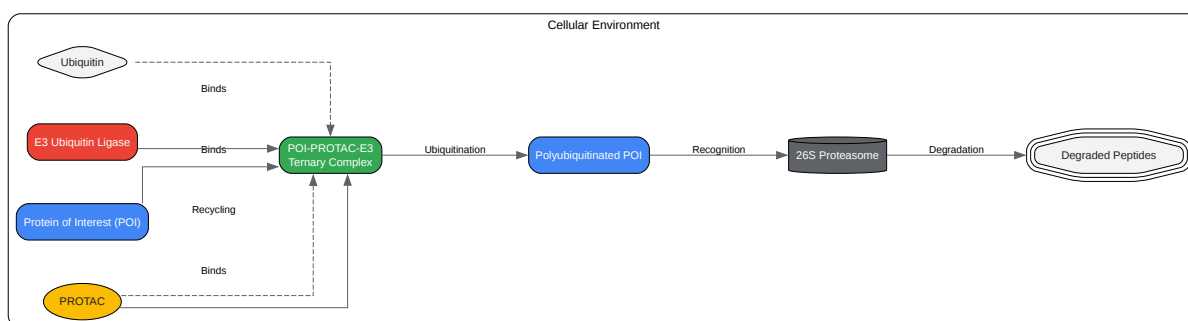 Cellular Environment
Ubiquitin
Binds
E3 Ubiquitin Ligase
Binds
POI-PROTAC-E3
Ternary Complex
Ubiquitination
Polyubiquitinated POI
Recognition
26S Proteasome
Degradation
Degraded Peptides
Protein of Interest (POI)
Recycling
Binds
PROTAC